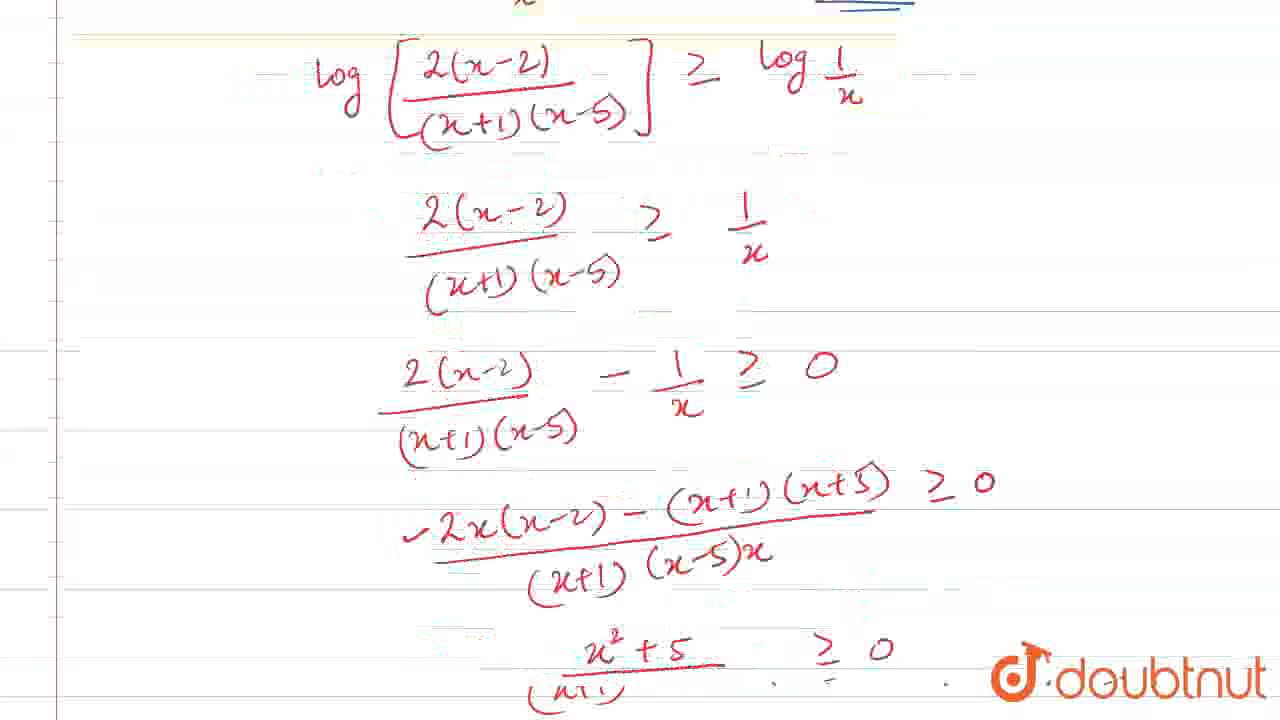 log [ 2(x-2) / (x+1)(x-5) ] ≥ log 1/x
2(x-2) / (x+1)(x-5) ≥ 1/x
2(x-2) / (x+1)(x-5) - 1/x ≥ 0
2x(x-2) - (x+1)(x+5) / (x+1)(x-5)x ≥ 0
x² + 5 / (x+1) ≥ 0
doubtnut